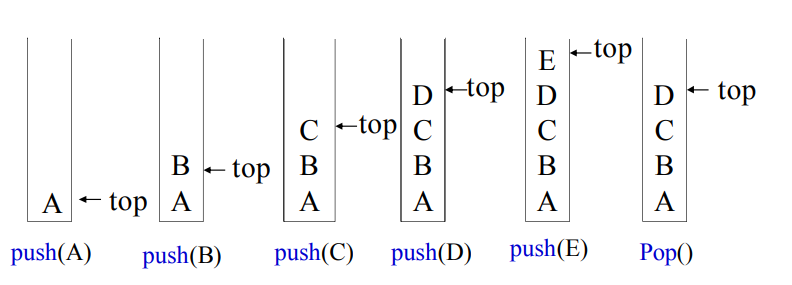 E ←top
D ←top D D ← top
C ←top C C C
B ← top B B B B
A ← top A A A A A
push(A) push(B) push(C) push(D) push(E) Pop()